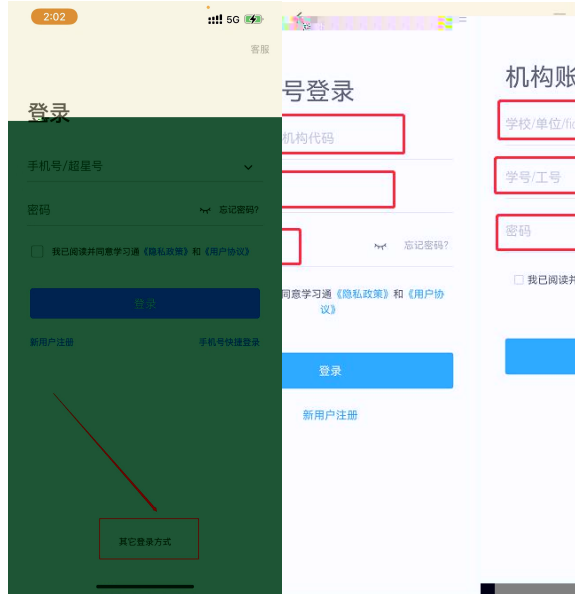 2:02
5G
客服
登录
手机号/超星号
密码
忘记密码?
我已阅读并同意学习通《隐私政策》和《用户协议》
登录
新用户注册
手机号快捷登录
其它登录方式
号登录
机构代码
忘记密码?
同意学习通《隐私政策》和《用户协
议》
登录
新用户注册
机构账
学校/单位/fid
学号/工号
密码
我已阅读并